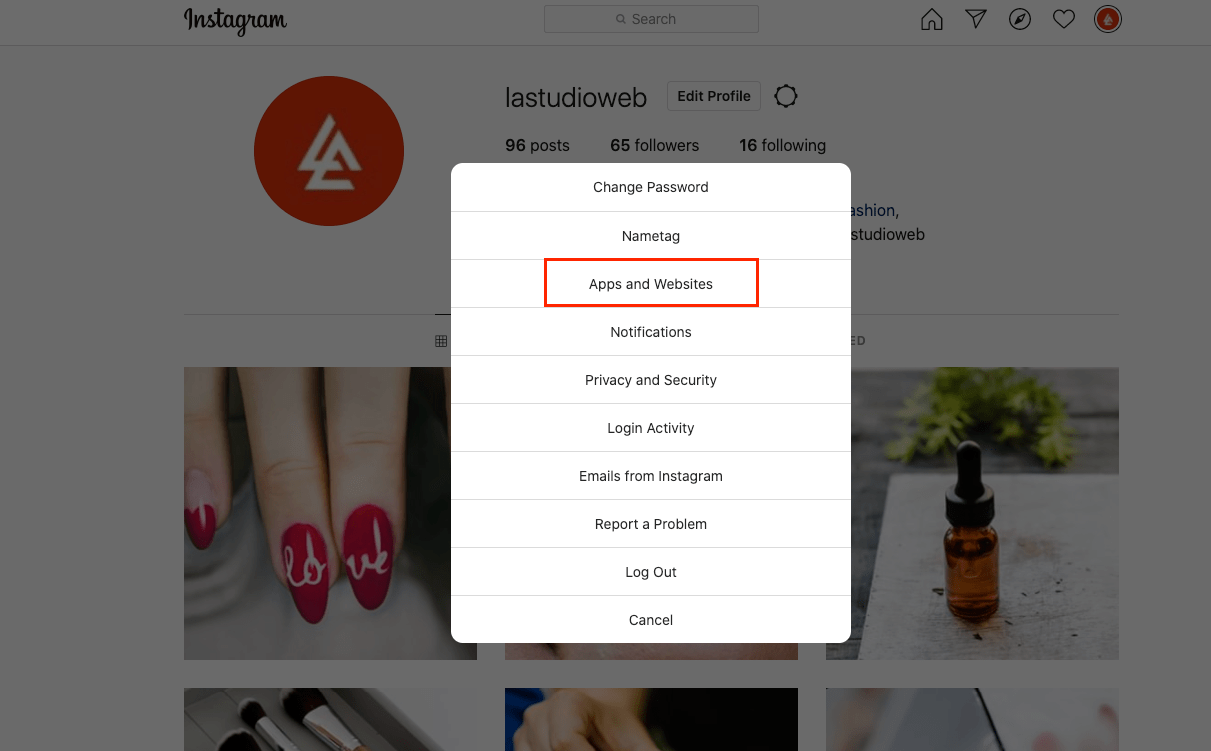 Instagram
Search
lastudioweb
Edit Profile
96 posts 65 followers 16 following
ashion,
studioweb
Change Password
Nametag
Apps and Websites
Notifications
Privacy and Security
Login Activity
Emails from Instagram
Report a Problem
Log Out
Cancel
ED
love